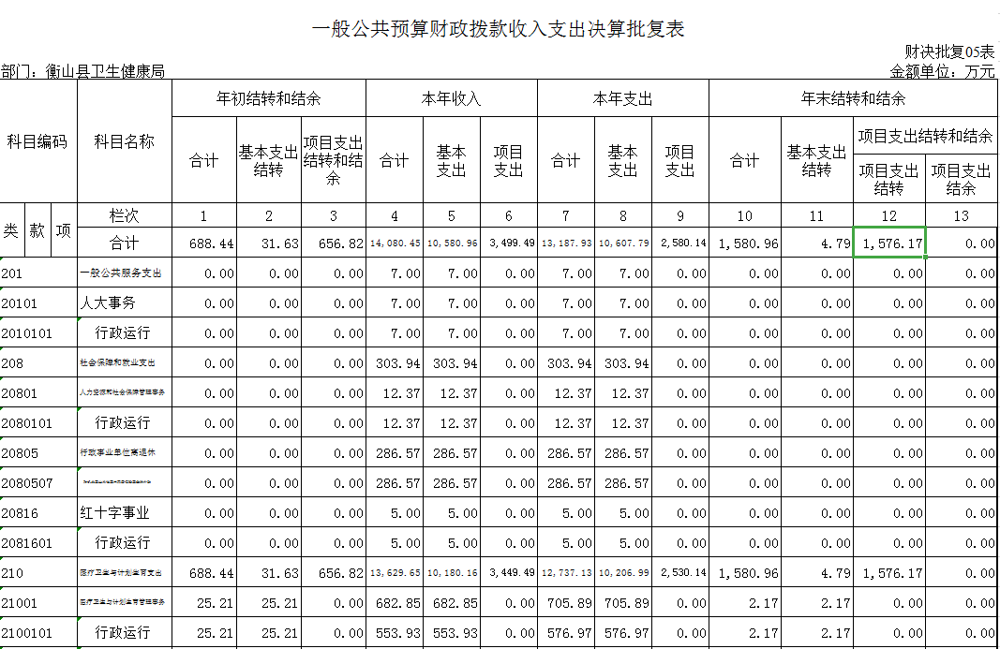 一般公共预算财政拨款收入支出决算批复表
财决批复05表
部门：衡山县卫生健康局 金额单位：万元
科目编码 科目名称 年初结转和结余 本年收入 本年支出 年末结转和结余
合计 基本支出结转 项目支出结转和结余 合计 基本支出 项目支出 合计 基本支出 项目支出 合计 基本支出结转 项目支出结转和结余
项目支出结转 项目支出结余
类 款 项 栏次 1 2 3 4 5 6 7 8 9 10 11 12 13
合计 688.44 31.63 656.82 14,080.45 10,580.96 3,499.49 13,187.93 10,607.79 2,580.14 1,580.96 4.79 1,576.17 0.00
201 一般公共服务支出 0.00 0.00 0.00 7.00 7.00 0.00 7.00 7.00 0.00 0.00 0.00 0.00 0.00
20101 人大事务 0.00 0.00 0.00 7.00 7.00 0.00 7.00 7.00 0.00 0.00 0.00 0.00 0.00
2010101 行政运行 0.00 0.00 0.00 7.00 7.00 0.00 7.00 7.00 0.00 0.00 0.00 0.00 0.00
208 社会保障和就业支出 0.00 0.00 0.00 303.94 303.94 0.00 303.94 303.94 0.00 0.00 0.00 0.00 0.00
20801 人力资源和社会保障管理事务 0.00 0.00 0.00 12.37 12.37 0.00 12.37 12.37 0.00 0.00 0.00 0.00 0.00
2080101 行政运行 0.00 0.00 0.00 12.37 12.37 0.00 12.37 12.37 0.00 0.00 0.00 0.00 0.00
20805 行政事业单位离退休 0.00 0.00 0.00 286.57 286.57 0.00 286.57 286.57 0.00 0.00 0.00 0.00 0.00
2080507 0.00 0.00 0.00 286.57 286.57 0.00 286.57 286.57 0.00 0.00 0.00 0.00 0.00
20816 红十字事业 0.00 0.00 0.00 5.00 5.00 0.00 5.00 5.00 0.00 0.00 0.00 0.00 0.00
2081601 行政运行 0.00 0.00 0.00 5.00 5.00 0.00 5.00 5.00 0.00 0.00 0.00 0.00 0.00
210 医疗卫生与计划生育支出 688.44 31.63 656.82 13,629.65 10,180.16 3,449.49 12,737.13 10,206.99 2,530.14 1,580.96 4.79 1,576.17 0.00
21001 医疗卫生与计划生育管理事务 25.21 25.21 0.00 682.85 682.85 0.00 705.89 705.89 0.00 2.17 2.17 0.00 0.00
2100101 行政运行 25.21 25.21 0.00 553.93 553.93 0.00 576.97 576.97 0.00 2.17 2.17 0.00 0.00